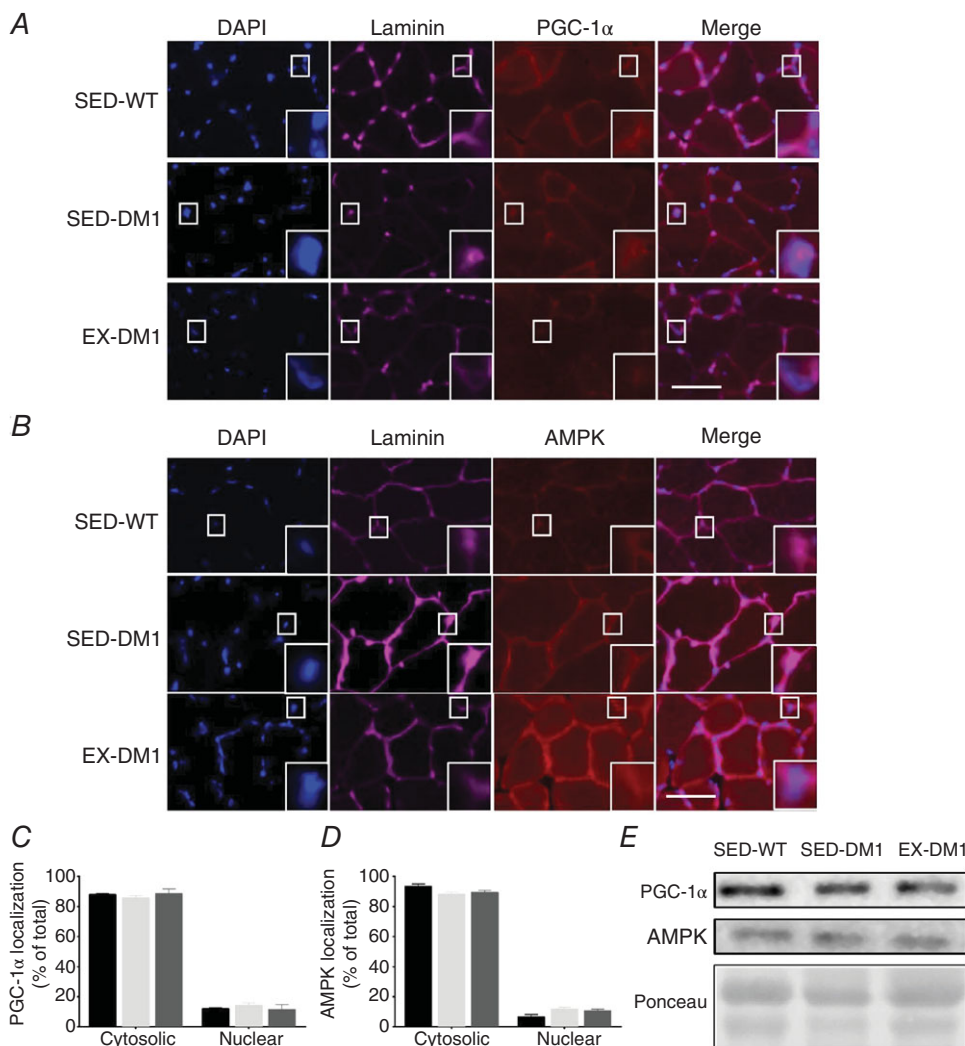 A
DAPI Laminin PGC-1α Merge
SED-WT
SED-DM1
EX-DM1
B
DAPI Laminin AMPK Merge
SED-WT
SED-DM1
EX-DM1
C
PGC-1α localization
(% of total)
100
80
60
40
20
0
Cytosolic Nuclear
D
AMPK localization
(% of total)
100
80
60
40
20
0
Cytosolic Nuclear
E
SED-WT SED-DM1 EX-DM1
PGC-1α
AMPK
Ponceau